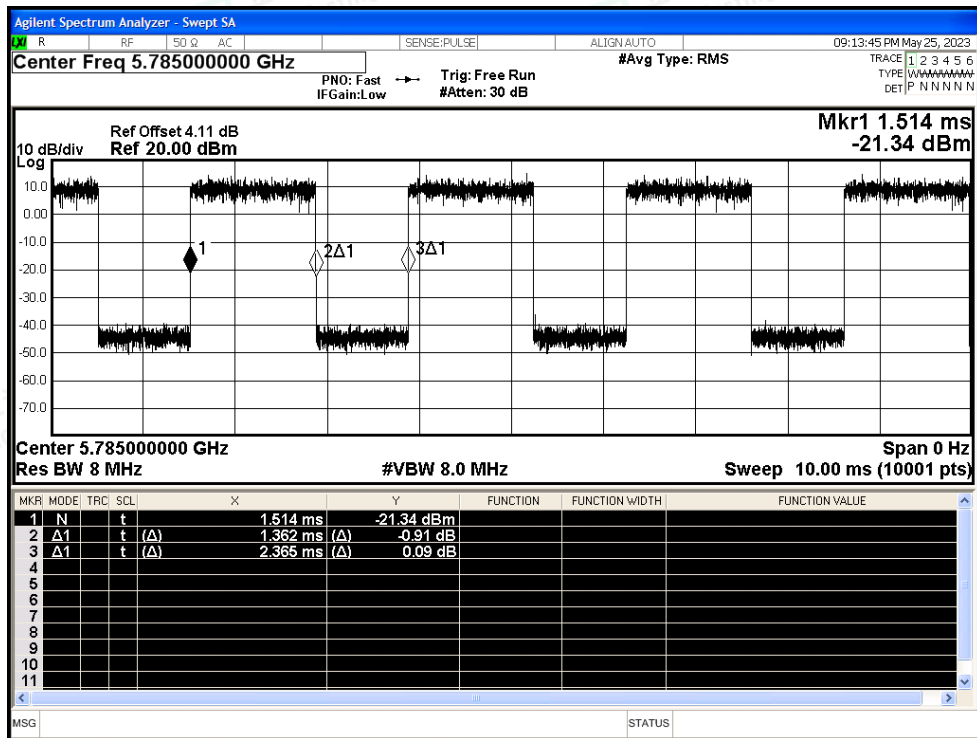 Agilent Spectrum Analyzer - Swept SA
LXI R RF 50 Ω AC SENSE:PULSE ALIGN AUTO 09:13:45 PM May 25, 2023
Center Freq 5.785000000 GHz #Avg Type: RMS TRACE 1 2 3 4 5 6
PNO: Fast Trig: Free Run TYPE WWWWWW
IFGain:Low #Atten: 30 dB DET P N N N N N
Mkr1 1.514 ms
Ref Offset 4.11 dB
10 dB/div Ref 20.00 dBm -21.34 dBm
Log
10.0
0.00
-10.0
1 2Δ1 3Δ1
-20.0
-30.0
-40.0
-50.0
-60.0
-70.0
Center 5.785000000 GHz Span 0 Hz
Res BW 8 MHz #VBW 8.0 MHz Sweep 10.00 ms (10001 pts)
MKR MODE TRC SCL X Y FUNCTION FUNCTION WIDTH FUNCTION VALUE
1 N t 1.514 ms -21.34 dBm
2 Δ1 t (Δ) 1.362 ms (Δ) -0.91 dB
3 Δ1 t (Δ) 2.365 ms (Δ) 0.09 dB
4
5
6
7
8
9
10
11
MSG STATUS